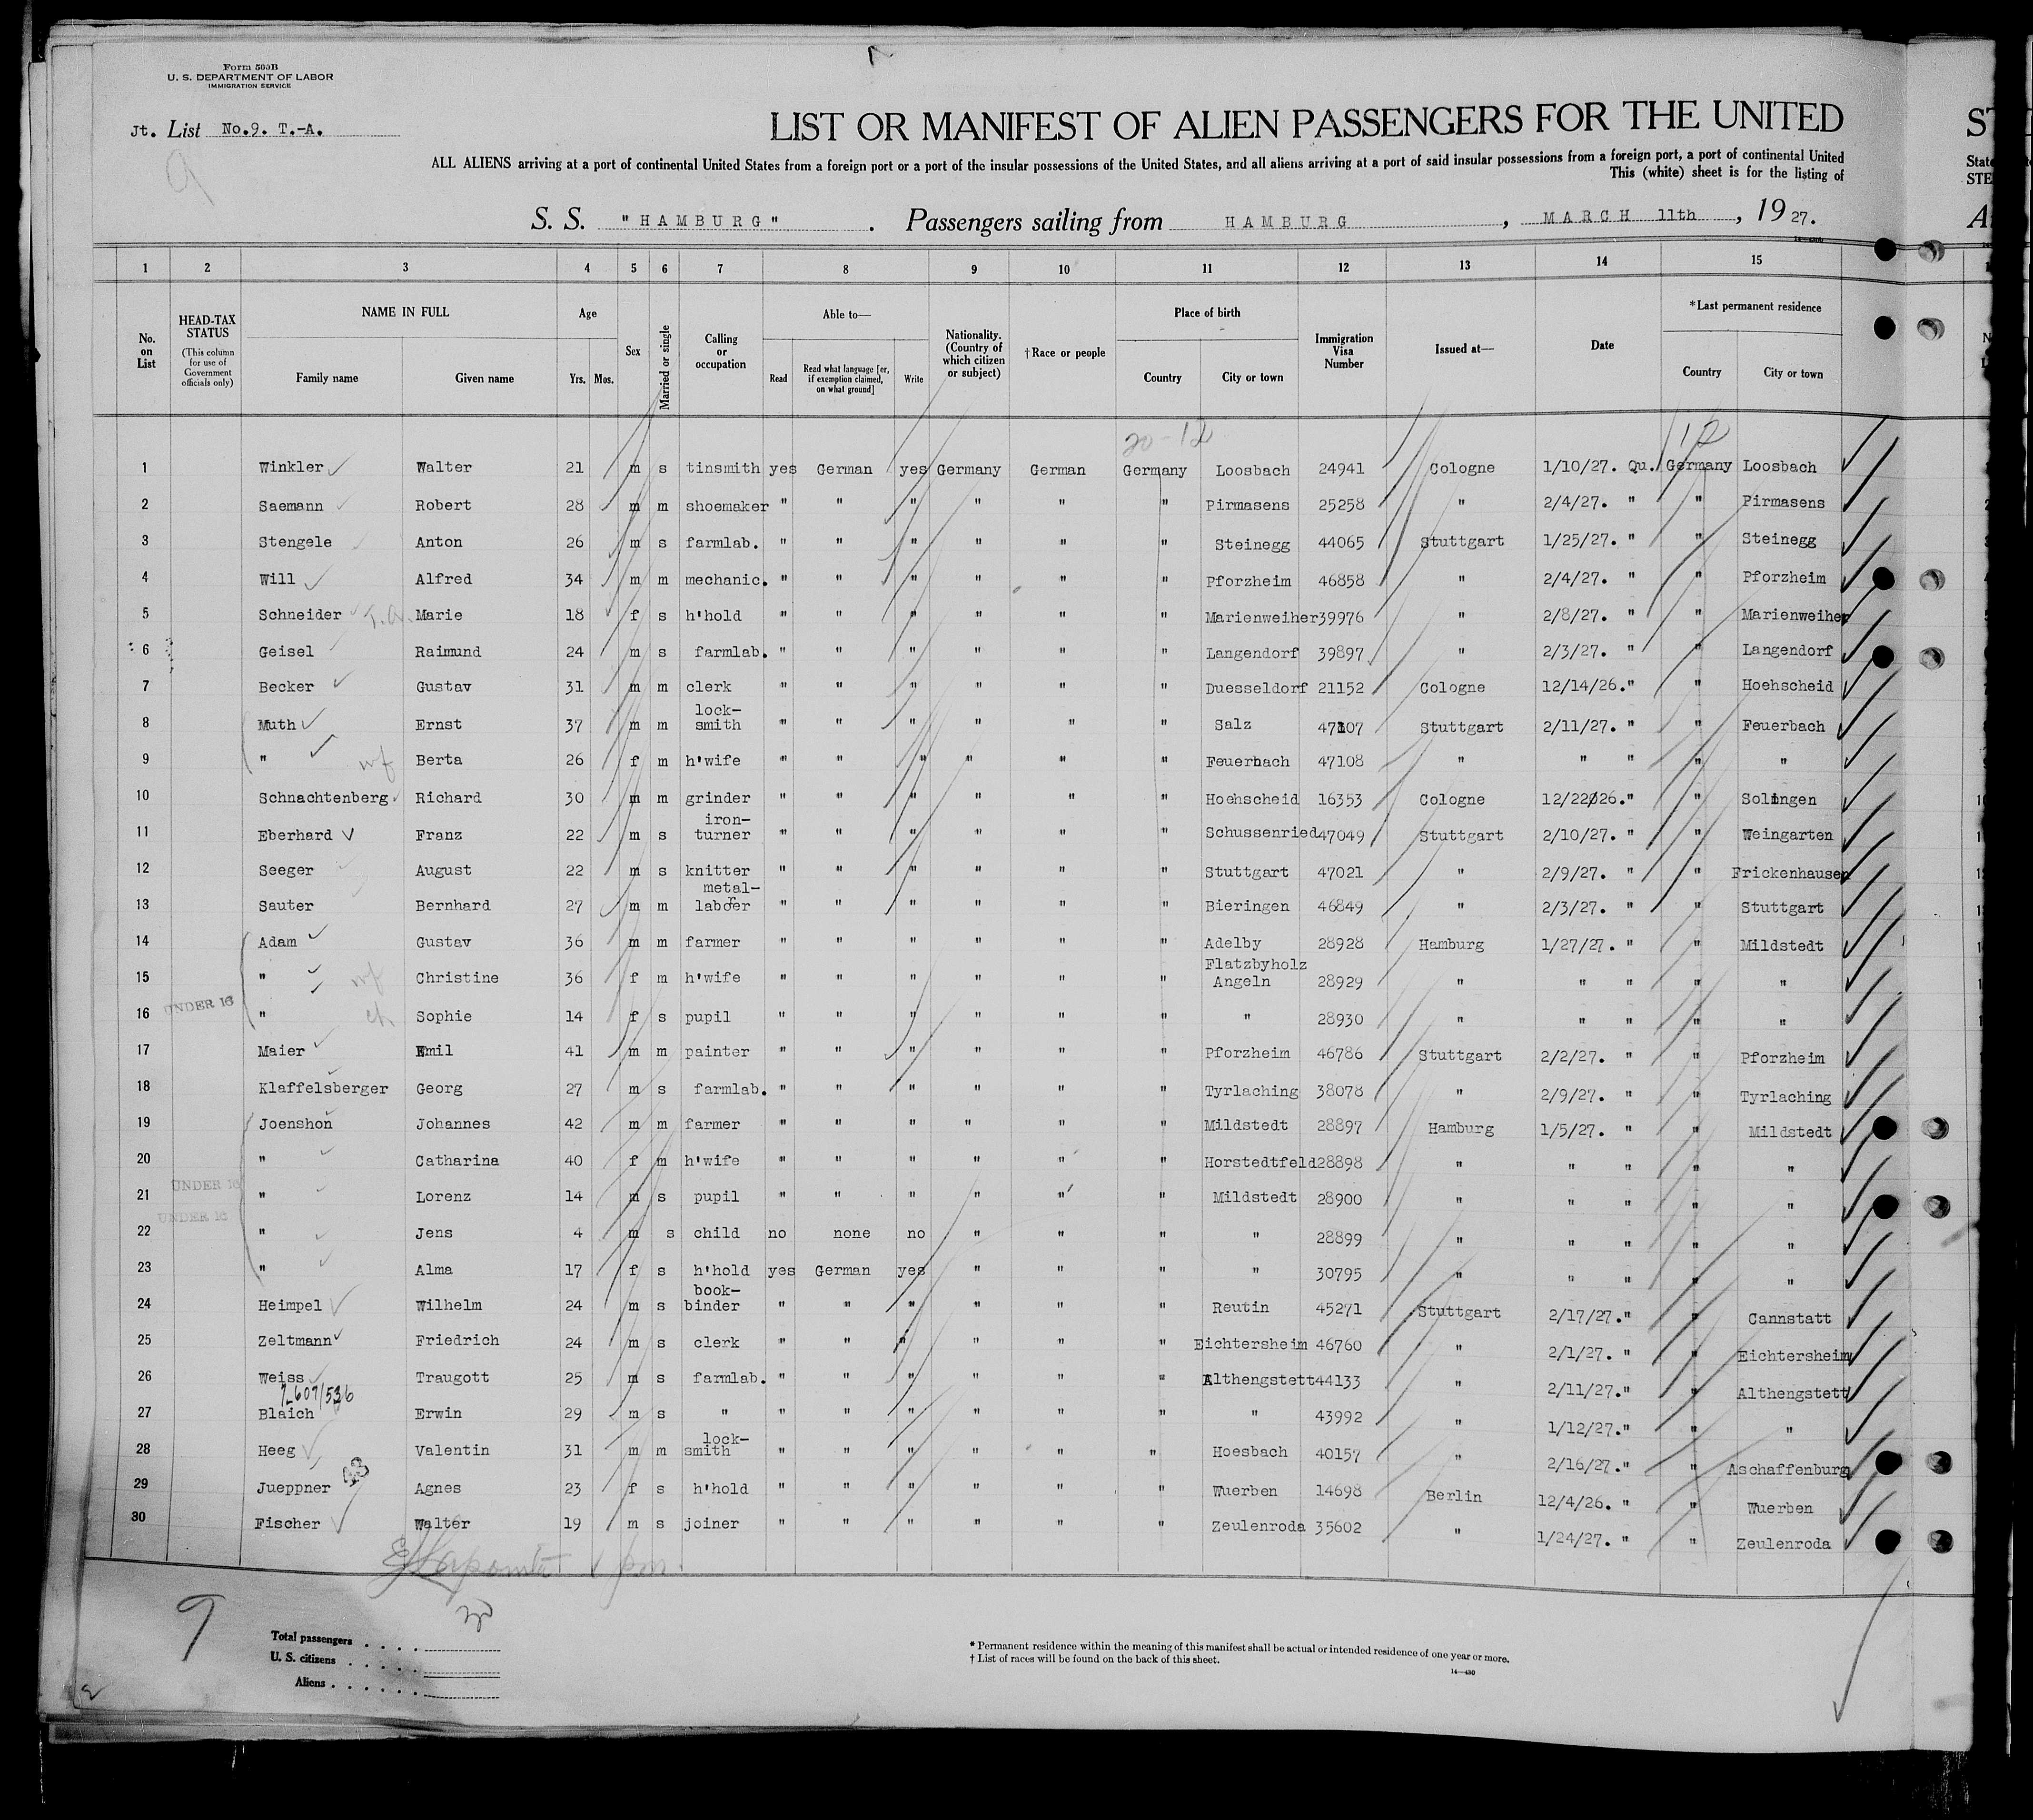 Form 500B
U. S. DEPARTMENT OF LABOR
IMMIGRATION SERVICE
Jt. List No.9. T.-A.
9
LIST OR MANIFEST OF ALIEN PASSENGERS FOR THE UNITED
ST
ALL ALIENS arriving at a port of continental United States from a foreign port or a port of the insular possessions of the United States, and all aliens arriving at a port of said insular possessions from a foreign port, a port of continental United
State
This (white) sheet is for the listing of
STE
S. S. "HAMBURG". Passengers sailing from HAMBURG, MARCH 11th, 1927.
1 2 3 4 5 6 7 8 9 10 11 12 13 14 15
No. on List
HEAD-TAX STATUS
(This column for use of Government officials only)
NAME IN FULL
Family name Given name
Age
Yrs. Mos.
Sex
Married or single
Calling or occupation
Able to—
Read
Read what language [or, if exemption claimed, on what ground]
Write
Nationality. (Country of which citizen or subject)
†Race or people
Place of birth
Country City or town
Immigration Visa Number
Issued at—
Date
*Last permanent residence
Country City or town
20-12 12
1 Winkler Walter 21 m s tinsmith yes German yes Germany German Germany Loosbach 24941 Cologne 1/10/27. Qu. Germany Loosbach
2 Saemann Robert 28 m m shoemaker " " " " " " Pirmasens 25258 " 2/4/27. " " Pirmasens
3 Stengele Anton 26 m s farmlab. " " " " " " Steinegg 44065 Stuttgart 1/25/27. " " Steinegg
4 Will Alfred 34 m m mechanic. " " " " " " Pforzheim 46858 " 2/4/27. " " Pforzheim
5 Schneider T.A. Marie 18 f s h'hold " " " " " " Marienweiher 39976 " 2/8/27. " " Marienweiher
6 Geisel Raimund 24 m s farmlab. " " " " " " Langendorf 39897 " 2/3/27. " " Langendorf
7 Becker Gustav 31 m m clerk " " " " " " Duesseldorf 21152 Cologne 12/14/26. " " Hoehscheid
8 Muth Ernst 37 m m lock-smith " " " " " " Salz 47107 Stuttgart 2/11/27. " " Feuerbach
9 " wf Berta 26 f m h'wife " " " " " " Feuerbach 47108 " " " " "
10 Schnachtenberg Richard 30 m m grinder " " " " " " Hoehscheid 16353 Cologne 12/22/26. " " Solingen
11 Eberhard Franz 22 m s iron-turner " " " " " " Schussenried 47049 Stuttgart 2/10/27. " " Weingarten
12 Seeger August 22 m s knitter " " " " " " Stuttgart 47021 " 2/9/27. " " Frickenhausen
13 Sauter Bernhard 27 m m metal-laborer " " " " " " Bieringen 46849 " 2/3/27. " " Stuttgart
14 Adam Gustav 36 m m farmer " " " " " " Adelby 28928 Hamburg 1/27/27. " " Mildstedt
15 " wf Christine 36 f m h'wife " " " " " " Flatzbyholz Angeln 28929 " " " " "
16 UNDER 16 " ch Sophie 14 f s pupil " " " " " " " 28930 " " " " "
17 Maier Emil 41 m m painter " " " " " " Pforzheim 46786 Stuttgart 2/2/27. " " Pforzheim
18 Klaffelsberger Georg 27 m s farmlab. " " " " " " Tyrlaching 38078 " 2/9/27. " " Tyrlaching
19 Joenshon Johannes 42 m m farmer " " " " " " Mildstedt 28897 Hamburg 1/5/27. " " Mildstedt
20 " Catharina 40 f m h'wife " " " " " " Horstedtfeld 28898 " " " " "
21 UNDER 16 " Lorenz 14 m s pupil " " " " " " Mildstedt 28900 " " " " "
22 UNDER 16 " Jens 4 m s child no none no " " " " 28899 " " " " "
23 " Alma 17 f s h'hold yes German yes " " " " 30795 " " " " "
24 Heimpel Wilhelm 24 m s book-binder " " " " " " Reutin 45271 Stuttgart 2/17/27. " " Cannstatt
25 Zeltmann Friedrich 24 m s clerk " " " " " " Eichtersheim 46760 " 2/1/27. " " Eichtersheim
26 Weiss Traugott 25 m s farmlab. " " " " " " Althengstett 44133 " 2/11/27. " " Althengstett
2607/536
27 Blaich Erwin 29 m s " " " " " " " " 43992 " 1/12/27. " " "
28 Heeg Valentin 31 m m lock-smith " " " " " " Hoesbach 40157 " 2/16/27. " " Aschaffenburg
29 Jueppner Agnes 23 f s h'hold " " " " " " Wuerben 14698 Berlin 12/4/26. " " Wuerben
30 Fischer Walter 19 m s joiner " " " " " " Zeulenroda 35602 " 1/24/27. " " Zeulenroda
9
30
Total passengers
U. S. citizens
Aliens
* Permanent residence within the meaning of this manifest shall be actual or intended residence of one year or more.
† List of races will be found on the back of this sheet.
14—430